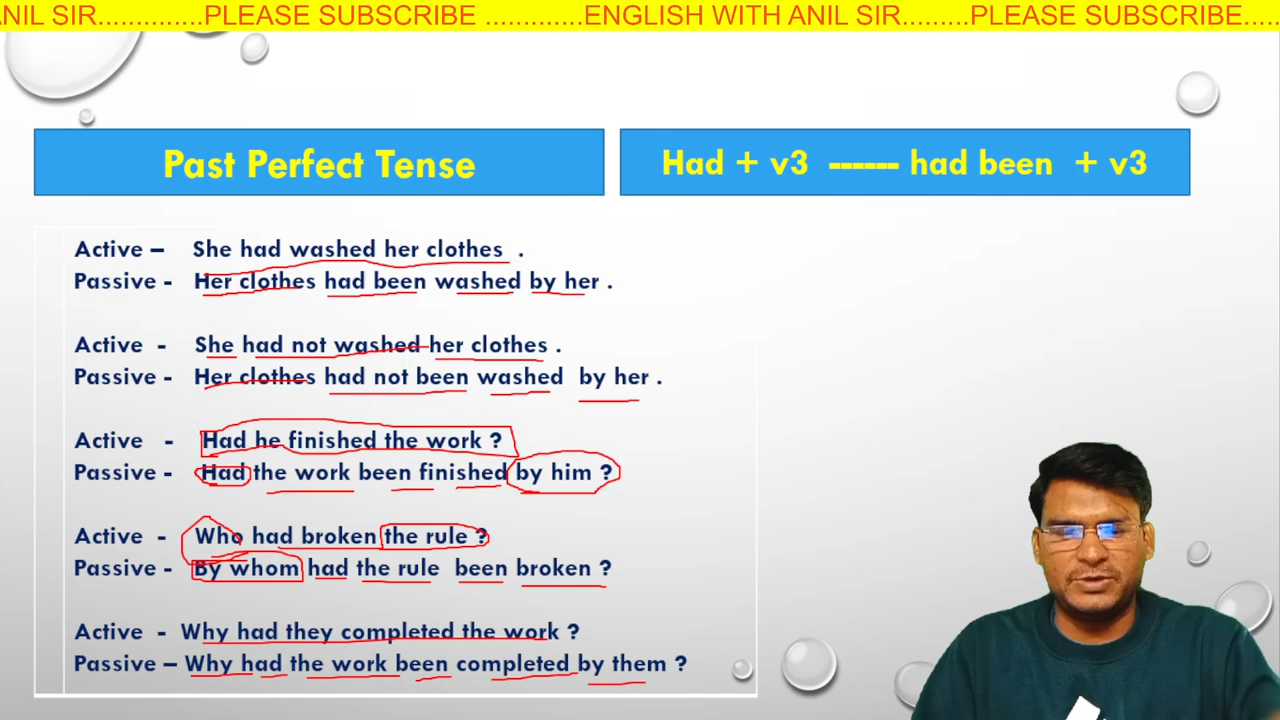 ANIL SIR..............PLEASE SUBSCRIBE .............ENGLISH WITH ANIL SIR.........PLEASE SUBSCRIBE.....
Past Perfect Tense
Had + v3 ------ had been + v3
Active – She had washed her clothes .
Passive - Her clothes had been washed by her .
Active - She had not washed her clothes .
Passive - Her clothes had not been washed by her .
Active - Had he finished the work ?
Passive - Had the work been finished by him ?
Active - Who had broken the rule ?
Passive - By whom had the rule been broken ?
Active - Why had they completed the work ?
Passive – Why had the work been completed by them ?